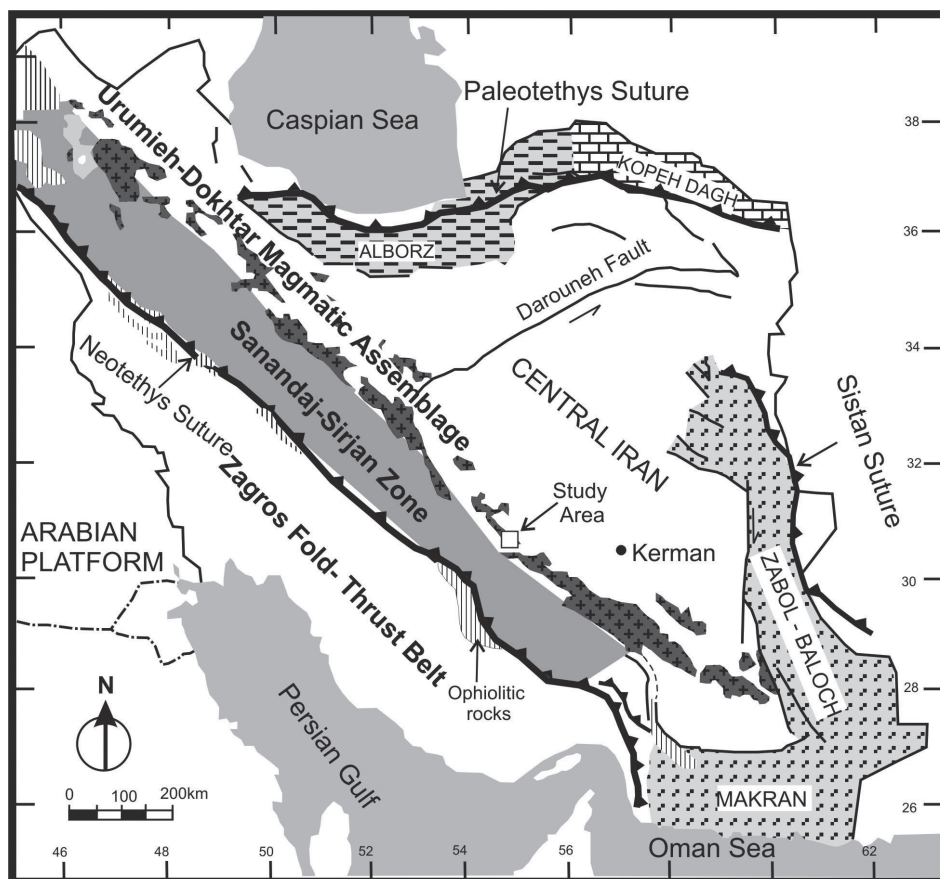 Caspian Sea
Paleotethys Suture
38
KOPEH DAGH
Urumieh-Dokhtar Magmatic Assemblage
36
ALBORZ
Darouneh Fault
34
Neotethys Suture
Sanandaj-Sirjan Zone
CENTRAL IRAN
Sistan Suture
32
Study
Area
Zagros Fold- Thrust Belt
ARABIAN
PLATFORM
Kerman
30
ZABOL - BALOCH
Ophiolitic
rocks
28
N
Persian Gulf
0 100 200km
MAKRAN
26
Oman Sea
46 48 50 52 54 56 62